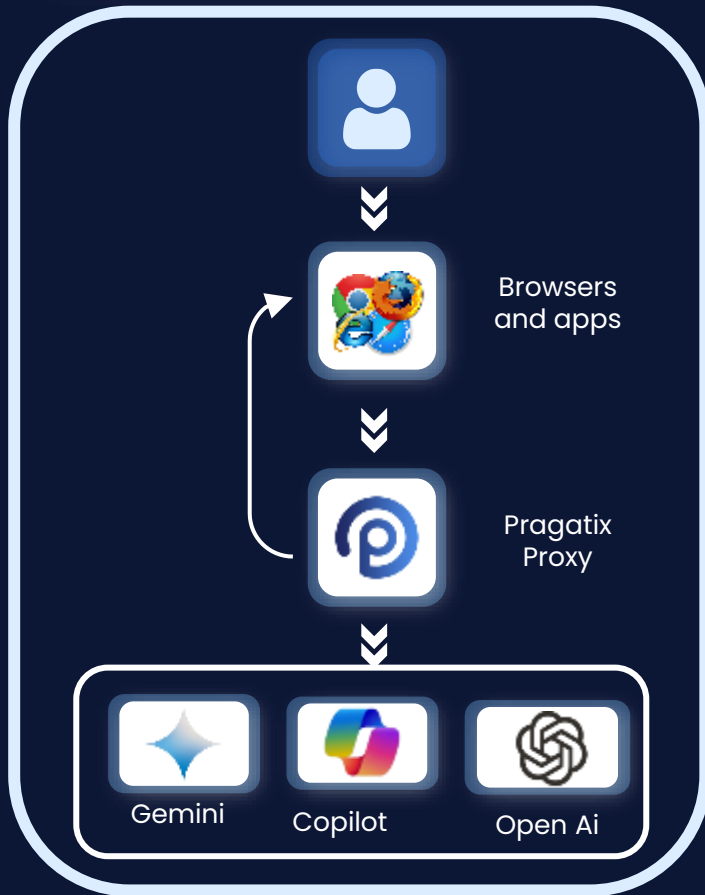 Browsers
and apps
Pragatix
Proxy
Gemini
Copilot
Open Ai